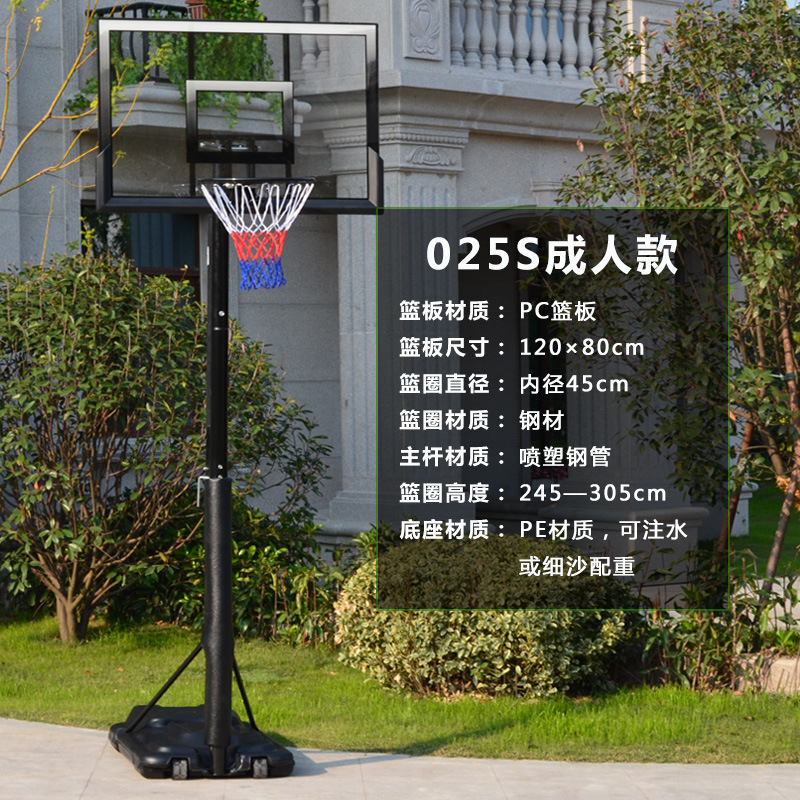 025S成人款
篮板材质： PC篮板
篮板尺寸： 120×80cm
篮圈直径： 内径45cm
篮圈材质： 钢材
主杆材质： 喷塑钢管
篮圈高度： 245—305cm
底座材质： PE材质，可注水
或细沙配重